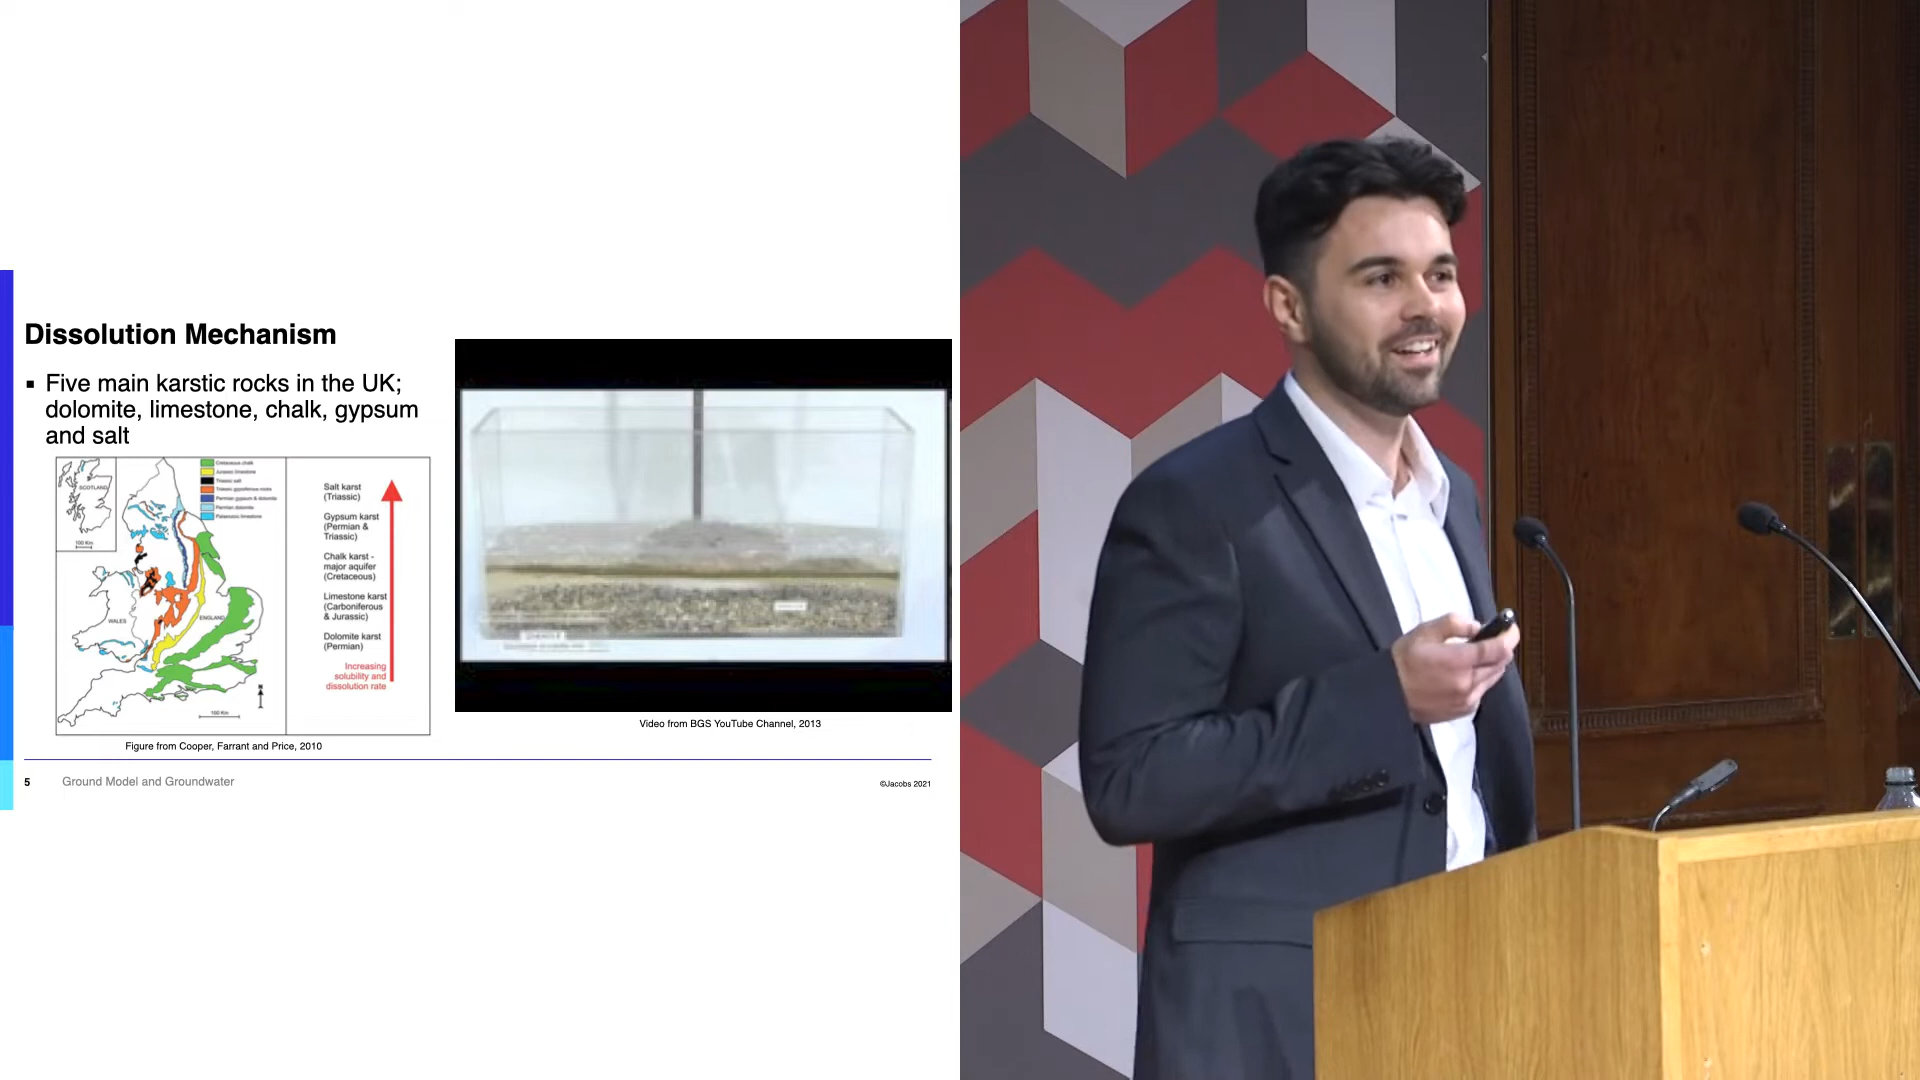 Dissolution Mechanism
▪ Five main karstic rocks in the UK;
dolomite, limestone, chalk, gypsum
and salt
SCOTLAND
100 Km
Cretaceous chalk
Jurassic limestone
Triassic salt
Triassic gypsiferous rocks
Permian gypsum & dolomite
Permian dolomite
Palaeozoic limestone
WALES
ENGLAND
N
100 Km
Salt karst
(Triassic)
Gypsum karst
(Permian &
Triassic)
Chalk karst -
major aquifer
(Cretaceous)
Limestone karst
(Carboniferous
& Jurassic)
Dolomite karst
(Permian)
Increasing
solubility and
dissolution rate
Figure from Cooper, Farrant and Price, 2010
Video from BGS YouTube Channel, 2013
5
Ground Model and Groundwater
©Jacobs 2021